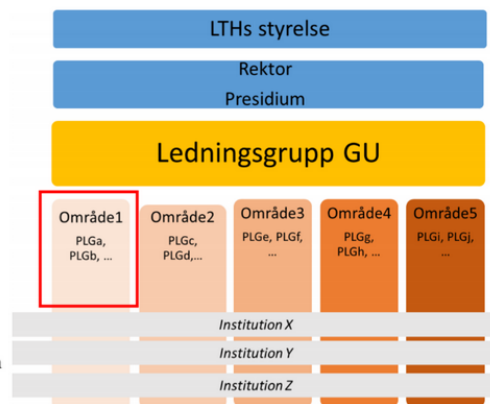 LTHs styrelse
Rektor
Presidium
Ledningsgrupp GU
Område1
PLGa,
PLGb, ...
Område2
PLGc,
PLGd,...
Område3
PLGe, PLGf,
...
Område4
PLGg,
PLGh, ...
Område5
PLGi, PLGj,
...
Institution X
Institution Y
Institution Z